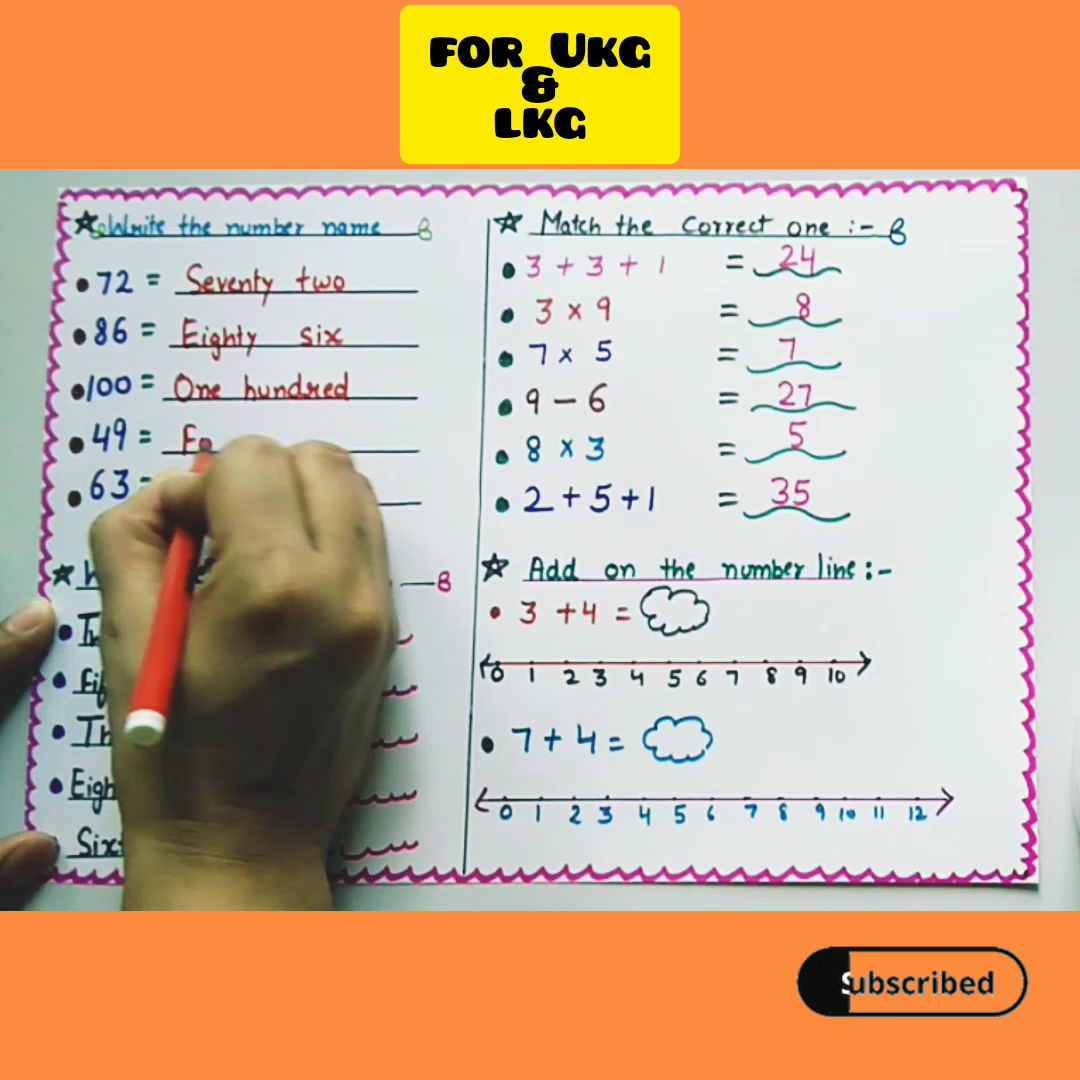 FOR UKG
&
LKG
Write the number name 8
72 = Seventy two
86 = Eighty six
100 = One hundred
49 = Fo
63 =
8
Match the Correct one :- 8
3 + 3 + 1 = 24
3 × 9 = 8
7 × 5 = 7
9 - 6 = 27
8 × 3 = 5
2 + 5 + 1 = 35
Add on the number line :-
3 + 4 =
0 1 2 3 4 5 6 7 8 9 10
7 + 4 =
0 1 2 3 4 5 6 7 8 9 10 11 12
Subscribed